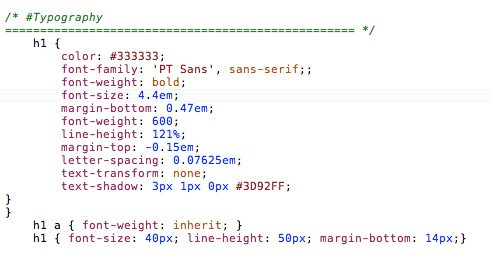 /* #Typography
================================================== */
h1 {
color: #333333;
font-family: 'PT Sans', sans-serif;;
font-weight: bold;
font-size: 4.4em;
margin-bottom: 0.47em;
font-weight: 600;
line-height: 121%;
margin-top: -0.15em;
letter-spacing: 0.07625em;
text-transform: none;
text-shadow: 3px 1px 0px #3D92FF;
}
}
h1 a { font-weight: inherit; }
h1 { font-size: 40px; line-height: 50px; margin-bottom: 14px;}